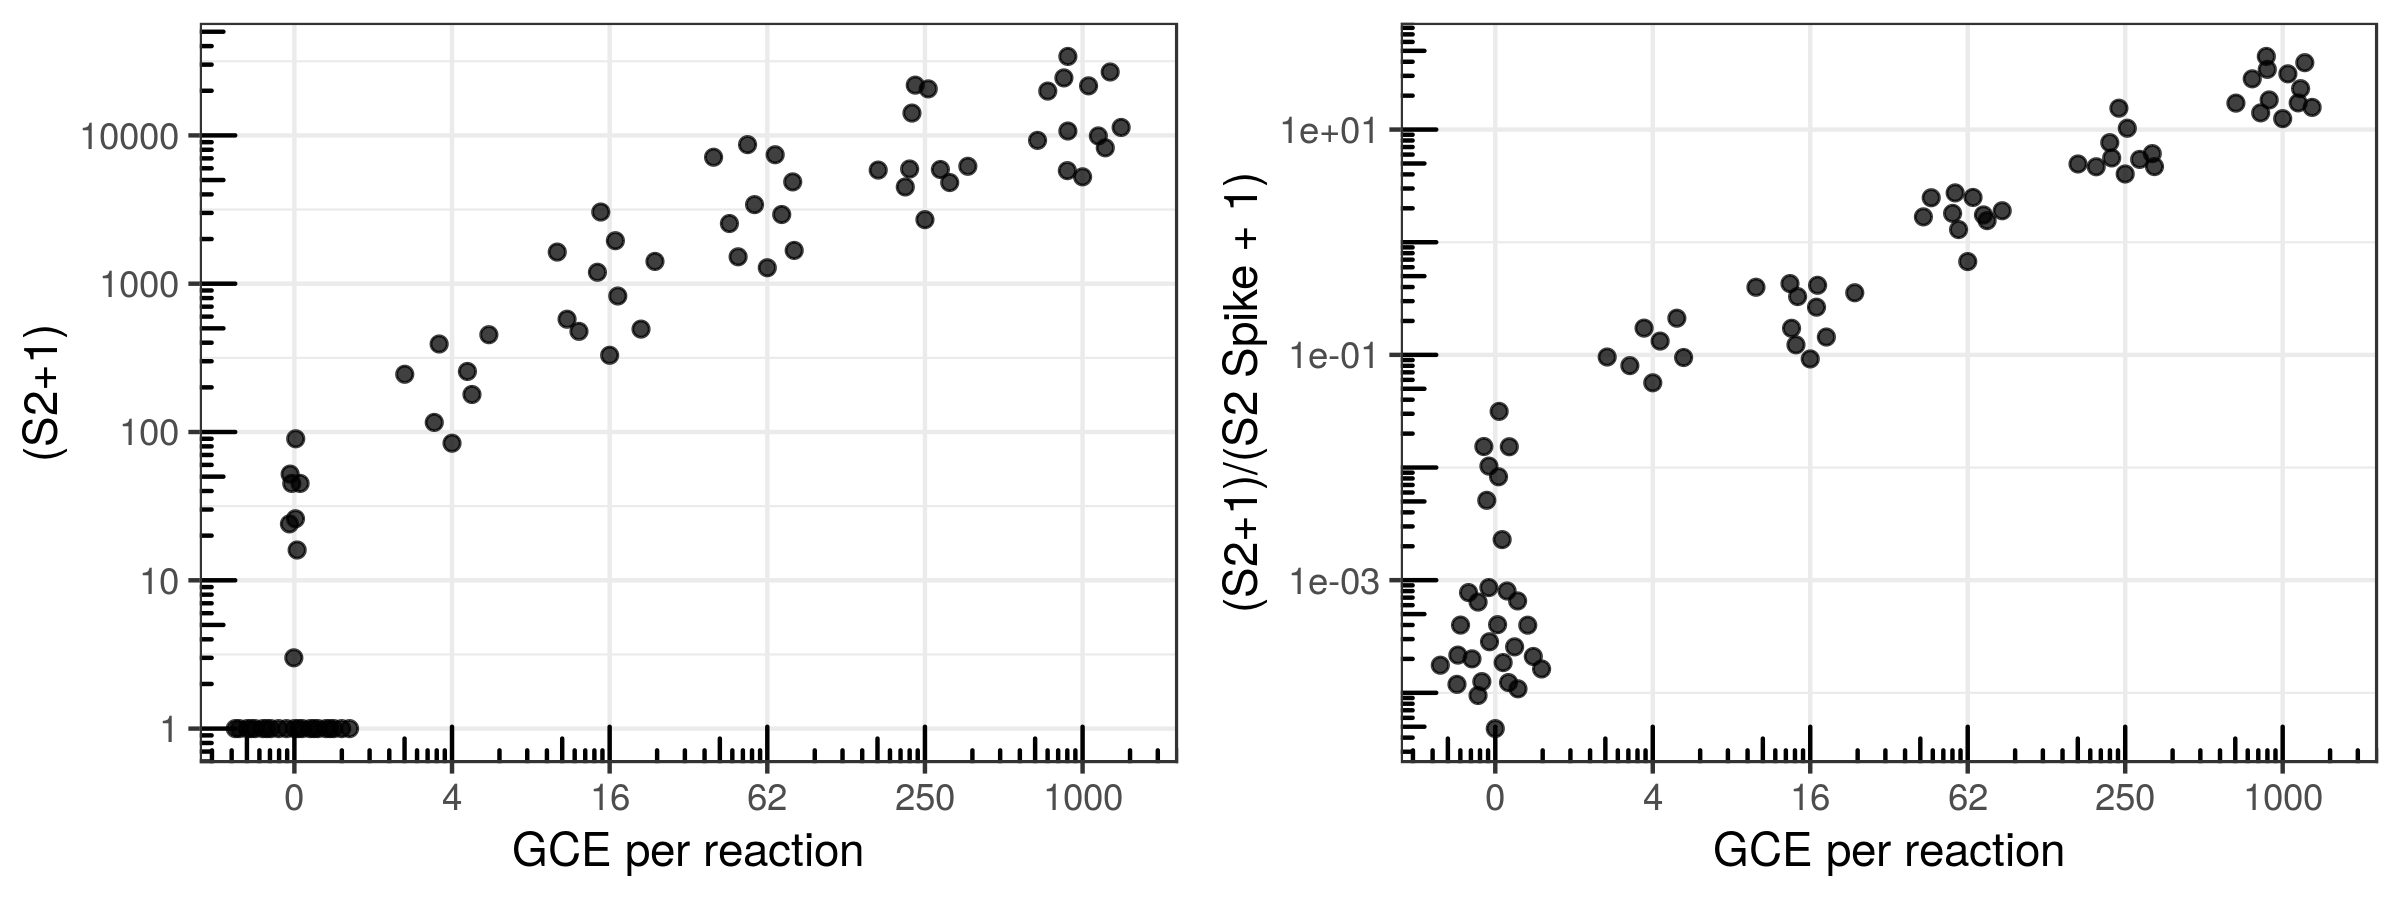 (S2+1)
10000
1000
100
10
1
0 4 16 62 250 1000
GCE per reaction
(S2+1)/(S2 Spike + 1)
1e+01
1e-01
1e-03
0 4 16 62 250 1000
GCE per reaction